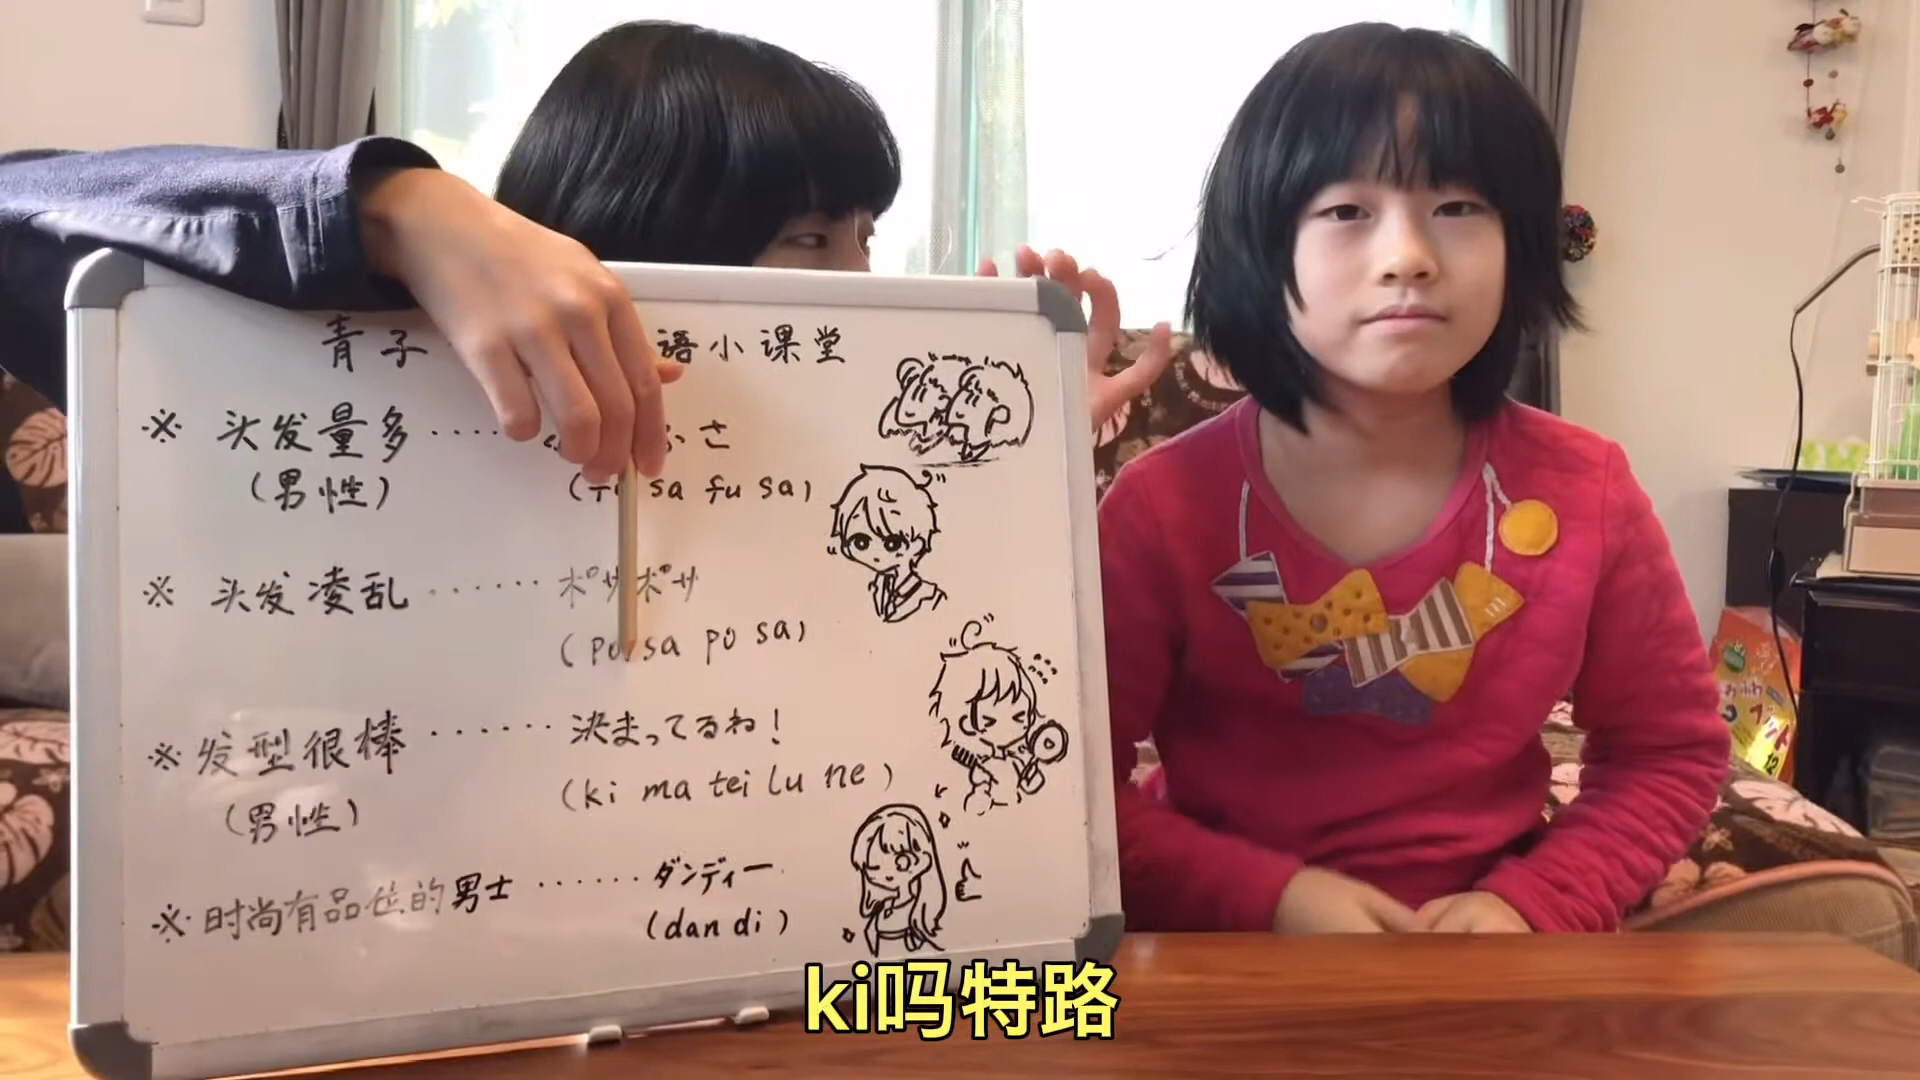 青子 語小课堂
※ 头发量多 ····· ふさ
(男性) sa fu sa)
※ 头发凌乱 ······ ボサボサ
(po sa po sa)
※ 发型很棒 ······· 決まってるね!
(男性) (ki ma tei lu ne)
※ 时尚有品位的男士 ······ ダンディー
(dan di)
ki吗特路